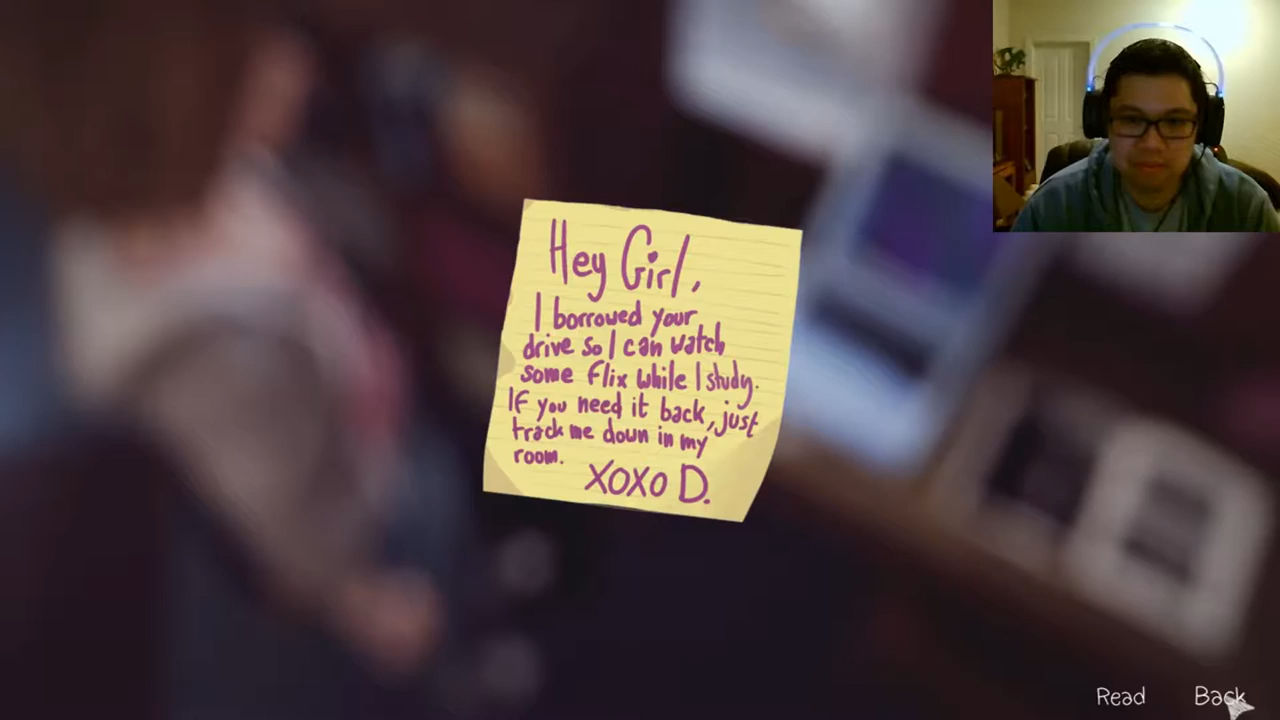 Hey Girl,
I borrowed your
drive so I can watch
some flix while I study.
If you need it back, just
track me down in my
room.
XOXO D.
Read Back